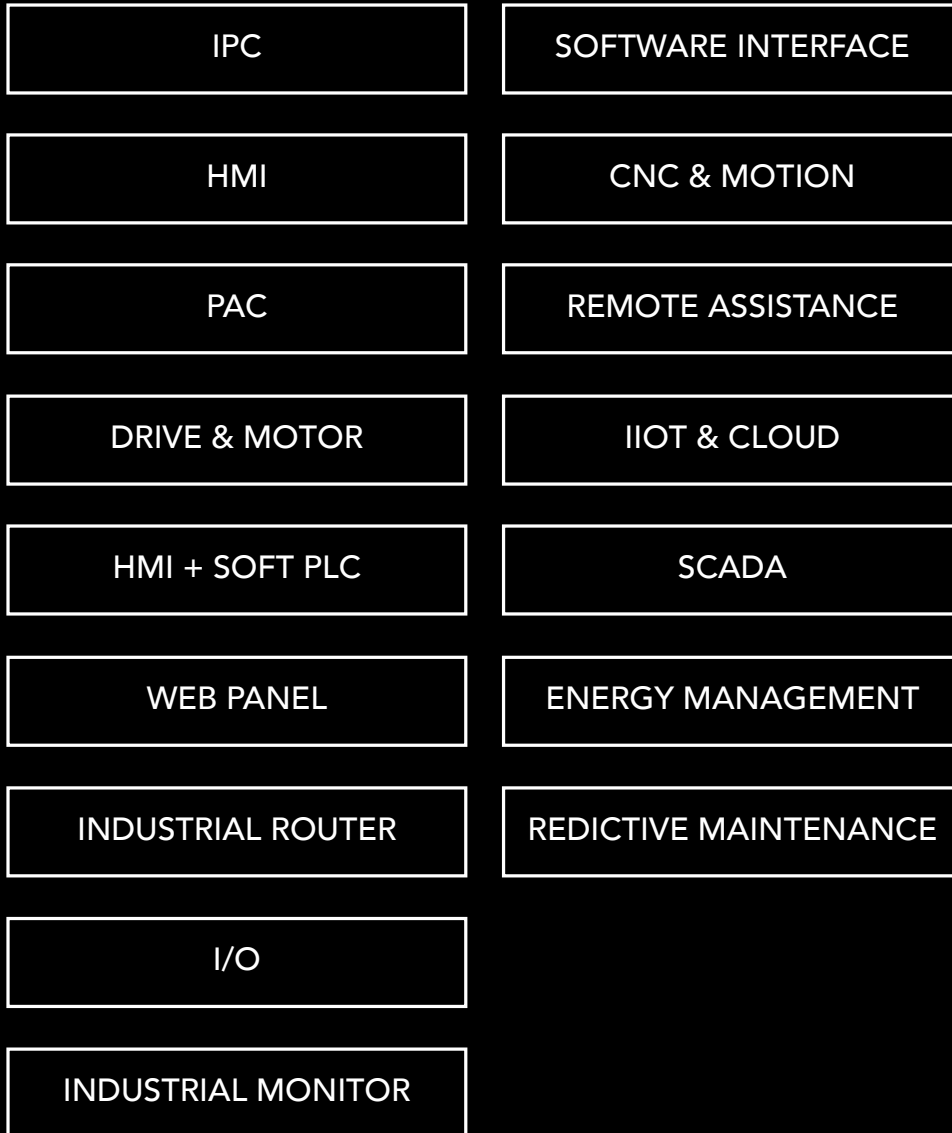 IPC
HMI
PAC
DRIVE & MOTOR
HMI + SOFT PLC
WEB PANEL
INDUSTRIAL ROUTER
I/O
INDUSTRIAL MONITOR
SOFTWARE INTERFACE
CNC & MOTION
REMOTE ASSISTANCE
IIOT & CLOUD
SCADA
ENERGY MANAGEMENT
REDICTIVE MAINTENANCE